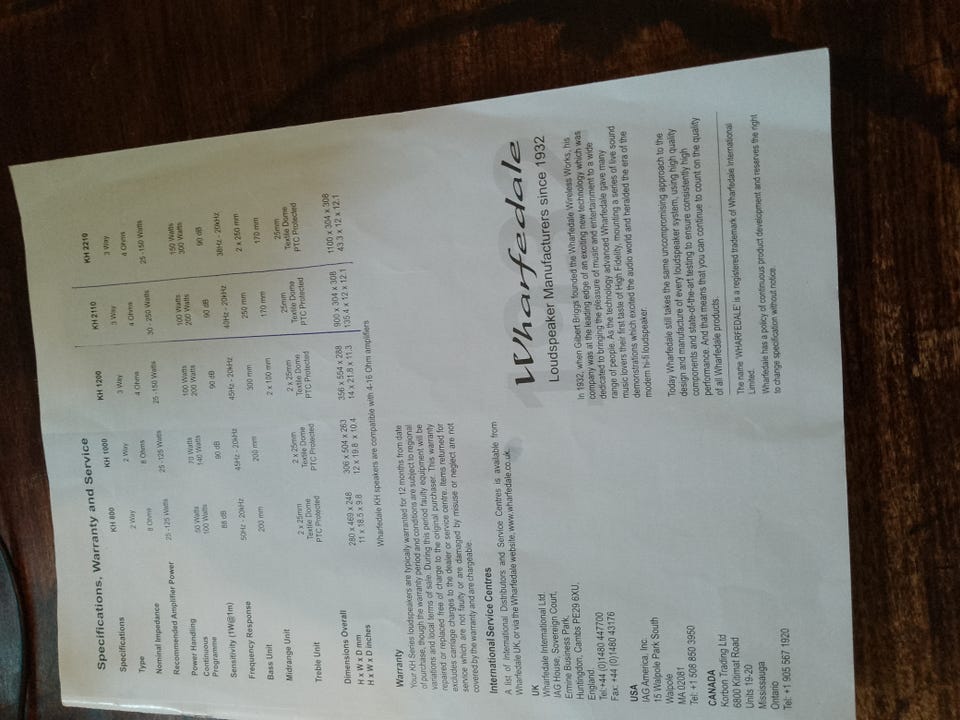 Specifications, Warranty and Service
Specifications KH 800 KH 1000 KH 1200 KH 2110 KH 2210
Type 2 Way 2 Way 3 Way 3 Way 3 Way
Nominal Impedance 8 Ohms 8 Ohms 4 Ohms 4 Ohms 4 Ohms
Recommended Amplifier Power 25 -125 Watts 25 -125 Watts 25 -150 Watts 30 - 250 Watts 25 -150 Watts
Power Handling
Continuous 50 Watts 70 Watts 100 Watts 100 Watts 150 Watts
Programme 100 Watts 140 Watts 200 Watts 200 Watts 300 Watts
Sensitivity (1W@1m) 88 dB 90 dB 90 dB 90 dB 90 dB
Frequency Response 50Hz - 20kHz 45Hz - 20kHz 45Hz - 20kHz 40Hz - 20kHz 38Hz - 20kHz
Bass Unit 200 mm 200 mm 300 mm 250 mm 2 x 250 mm
Midrange Unit 2 x 100 mm 170 mm 170 mm
Treble Unit 2 x 25mm 2 x 25mm 2 x 25mm 25mm 25mm
Textile Dome Textile Dome Textile Dome Textile Dome Textile Dome
PTC Protected PTC Protected PTC Protected PTC Protected PTC Protected
Dimensions Overall
H x W x D mm 280 x 469 x 248 306 x 504 x 263 356 x 554 x 288 900 x 304 x 308 1100 x 304 x 308
H x W x D inches 11 x 18.5 x 9.8 12 x 19.8 x 10.4 14 x 21.8 x 11.3 135.4 x 12 x 12.1 43.3 x 12 x 12.1
Wharfedale KH speakers are compatible with 4-16 Ohm amplifiers
Warranty
Your KH Series loudspeakers are typically warranted for 12 months from date
of purchase, though the warranty period and conditions are subject to regional
variations and local terms of sale. During this period faulty equipment will be
repaired or replaced free of charge to the original purchaser. This warranty
excludes carriage charges to the dealer or service centre. Items returned for
service which are not faulty or are damaged by misuse or neglect are not
covered by the warranty and are chargeable.
International Service Centres
A list of International Distributors and Service Centres is available from
Wharfedale UK, or via the Wharfedale website. www.wharfedale.co.uk.
UK
Wharfedale International Ltd.
IAG House, Sovereign Court,
Ermine Business Park,
Huntingdon, Cambs. PE29 6XU,
England.
Tel:+44 (0)1480 447700
Fax: +44 (0)1480 43176
USA
IAG America, Inc.
15 Walpole Park South
Walpole
MA 02081
Tel: +1 508 850 3950
CANADA
Korbon Trading Ltd
6800 Kitimat Road
Units 19-20
Mississauga
Ontario
Tel: +1 905 567 1920
Wharfedale
Loudspeaker Manufacturers since 1932
In 1932, when Gilbert Briggs founded the Wharfedale Wireless Works, his
company was at the leading edge of an exciting new technology which was
dedicated to bringing the pleasure of music and entertainment to a wide
range of people. As the technology advanced Wharfedale gave many
music lovers their first taste of High Fidelity, mounting a series of live sound
demonstrations which excited the audio world and heralded the era of the
modern hi-fi loudspeaker.
Today Wharfedale still takes the same uncompromising approach to the
design and manufacture of every loudspeaker system, using high quality
components and state-of-the-art testing to ensure consistently high
performance. And that means that you can continue to count on the quality
of all Wharfedale products.
The name 'WHARFEDALE' is a registered trademark of Wharfedale International
Limited.
Wharfedale has a policy of continuous product development and reserves the right
to change specification without notice.